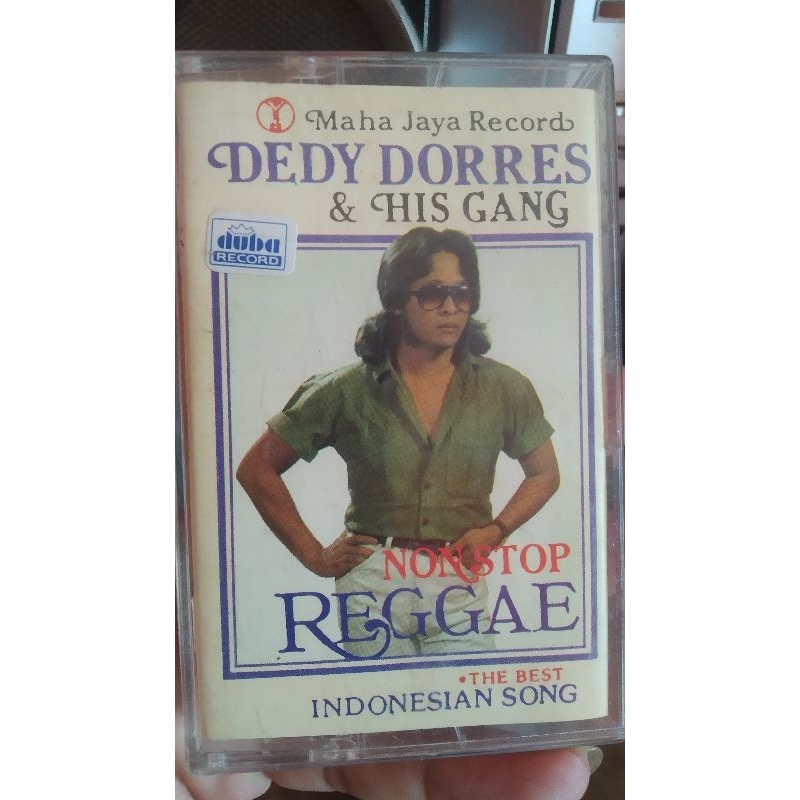 Maha Jaya Record
DEDY DORRES
& HIS GANG
duba
RECORD
NON STOP
REGGAE
•THE BEST
INDONESIAN SONG